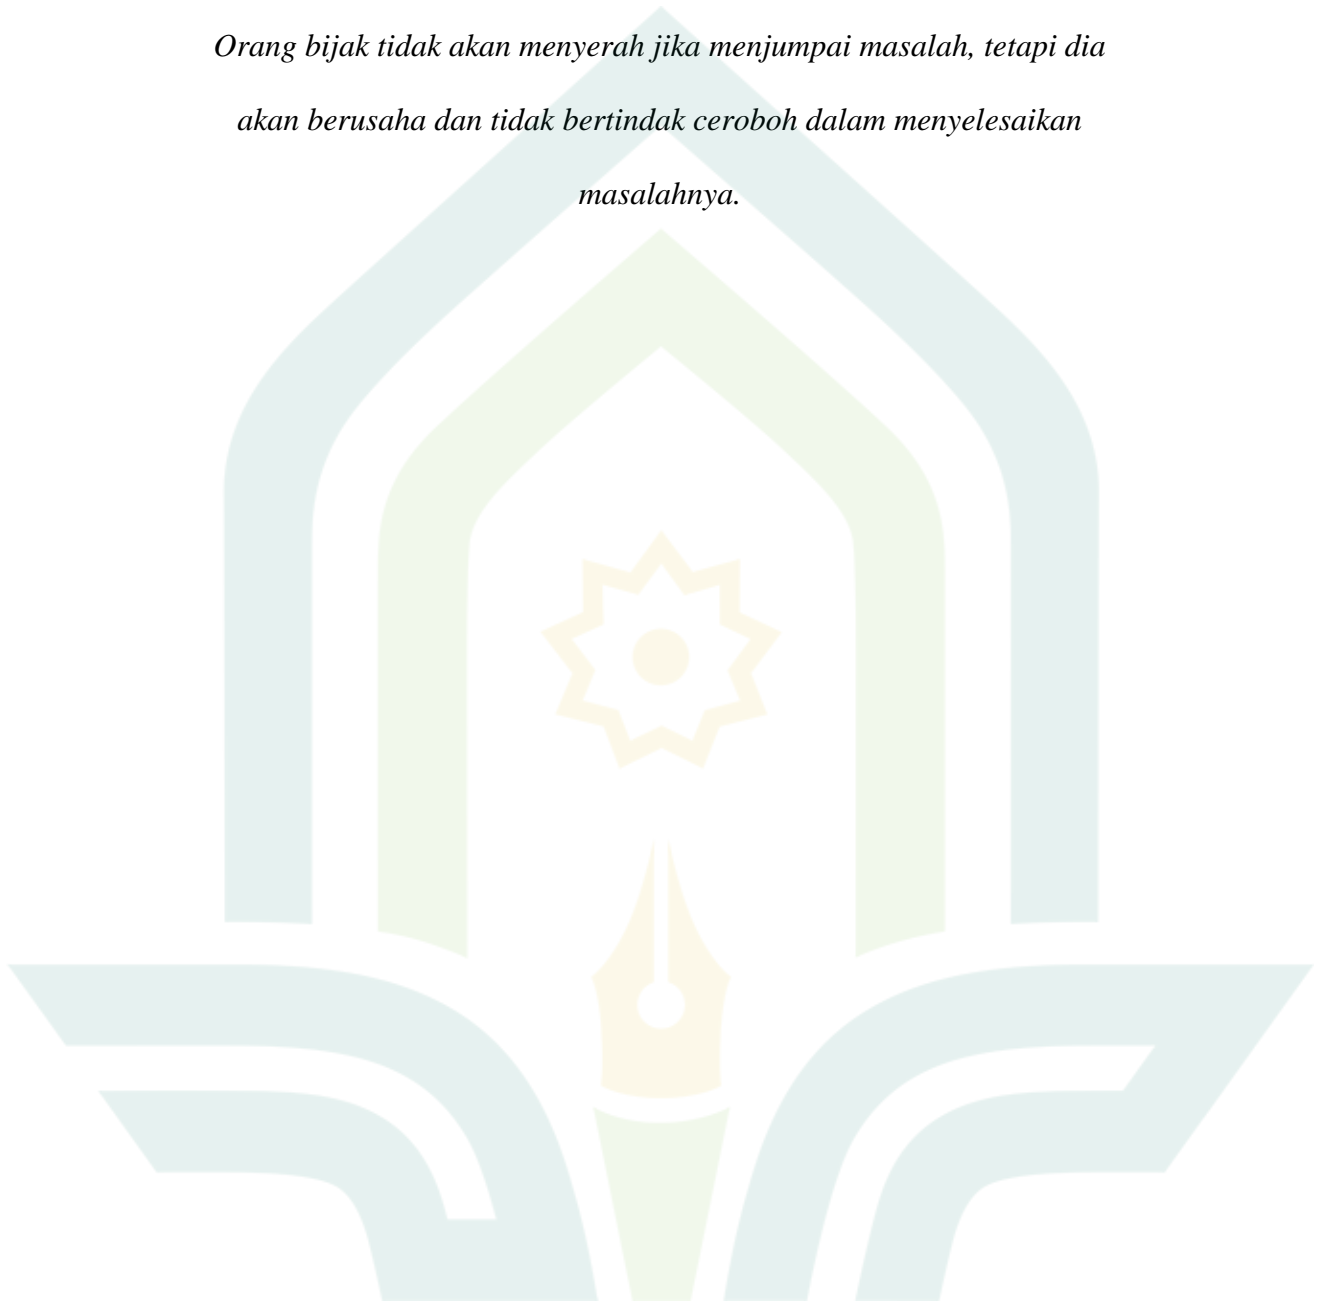 Orang bijak tidak akan menyerah jika menjumpai masalah, tetapi dia
akan berusaha dan tidak bertindak ceroboh dalam menyelesaikan
masalahnya.